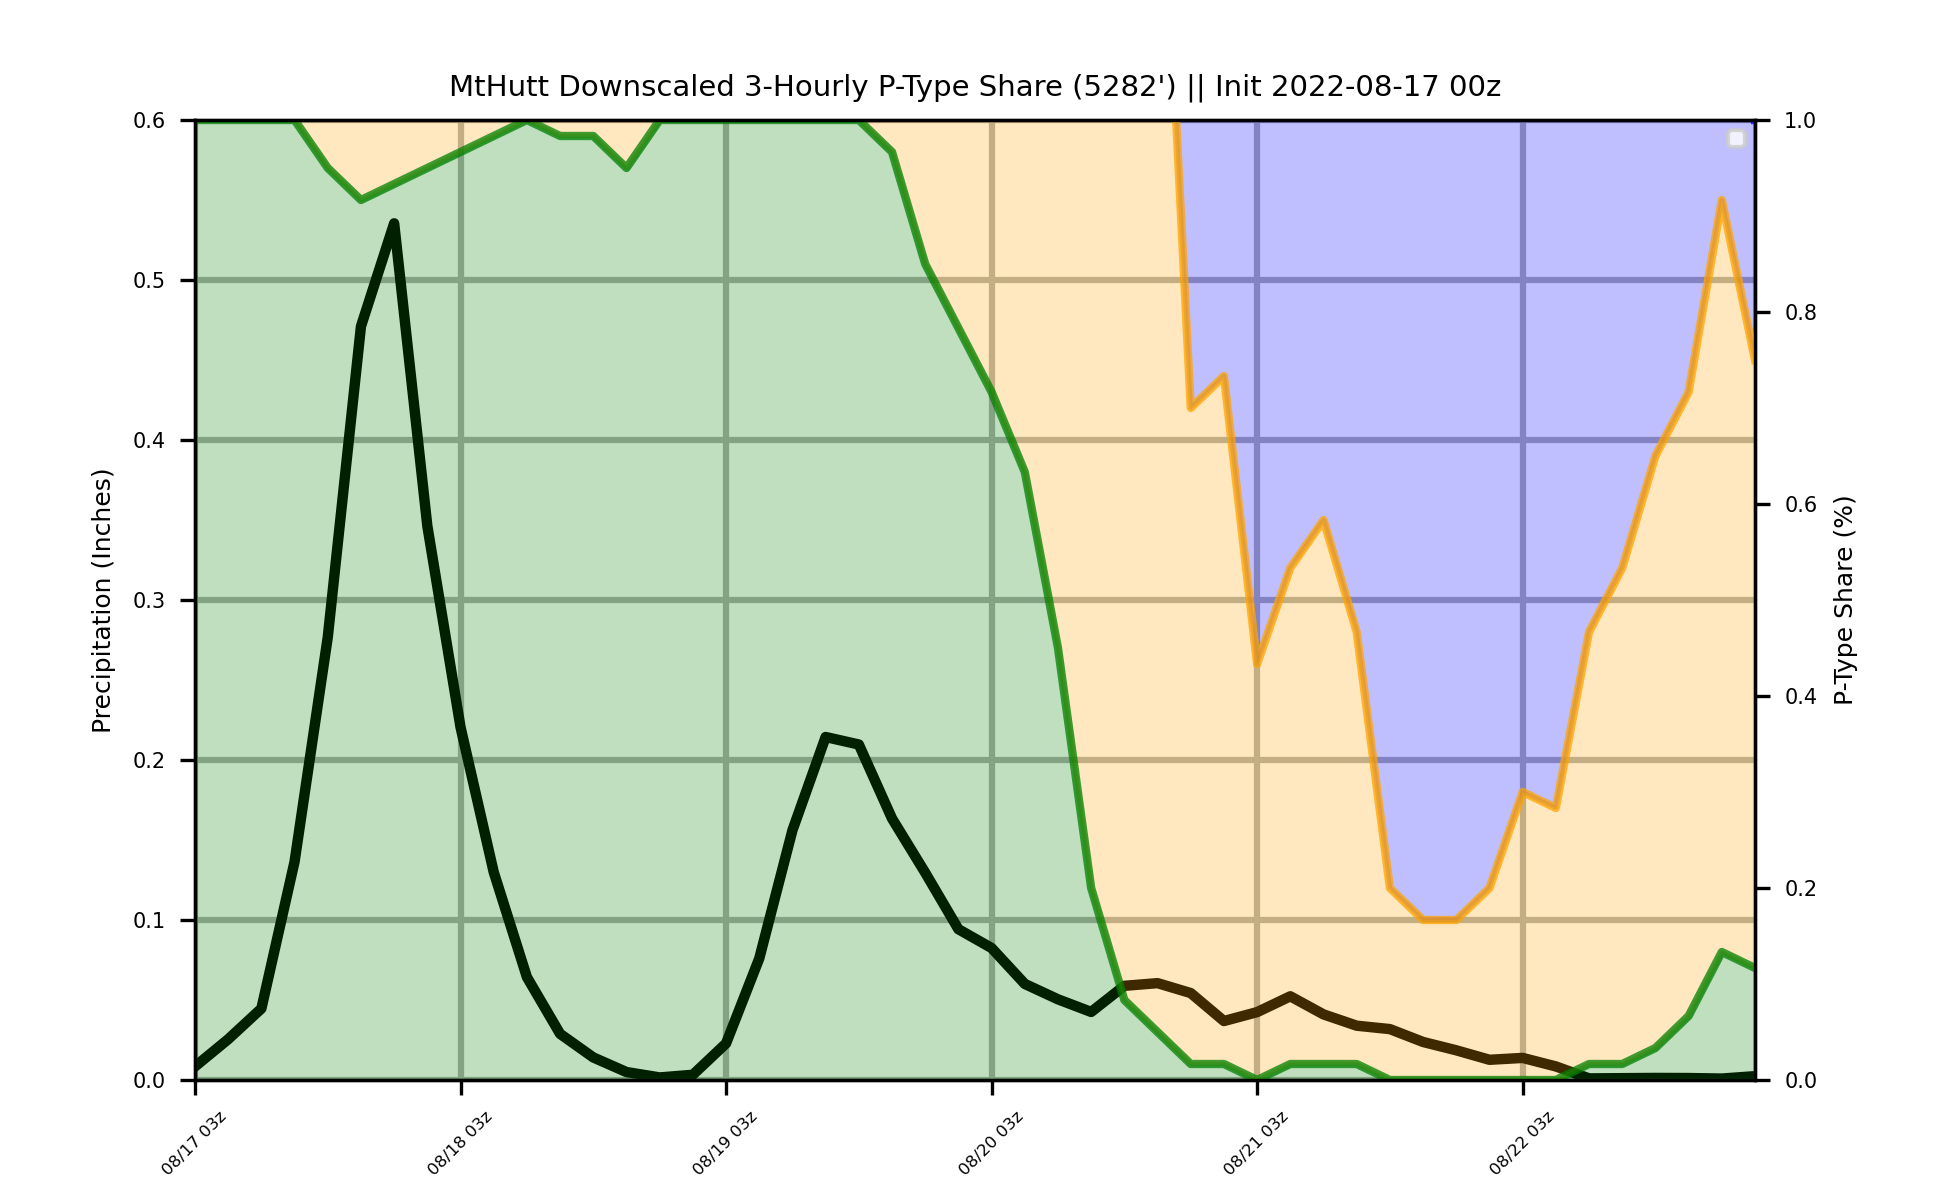 MtHutt Downscaled 3-Hourly P-Type Share (5282') || Init 2022-08-17 00z
0.6
0.5
0.4
0.3
0.2
0.1
0.0
Precipitation (Inches)
1.0
0.8
0.6
0.4
0.2
0.0
P-Type Share (%)
08/17 03z
08/18 03z
08/19 03z
08/20 03z
08/21 03z
08/22 03z